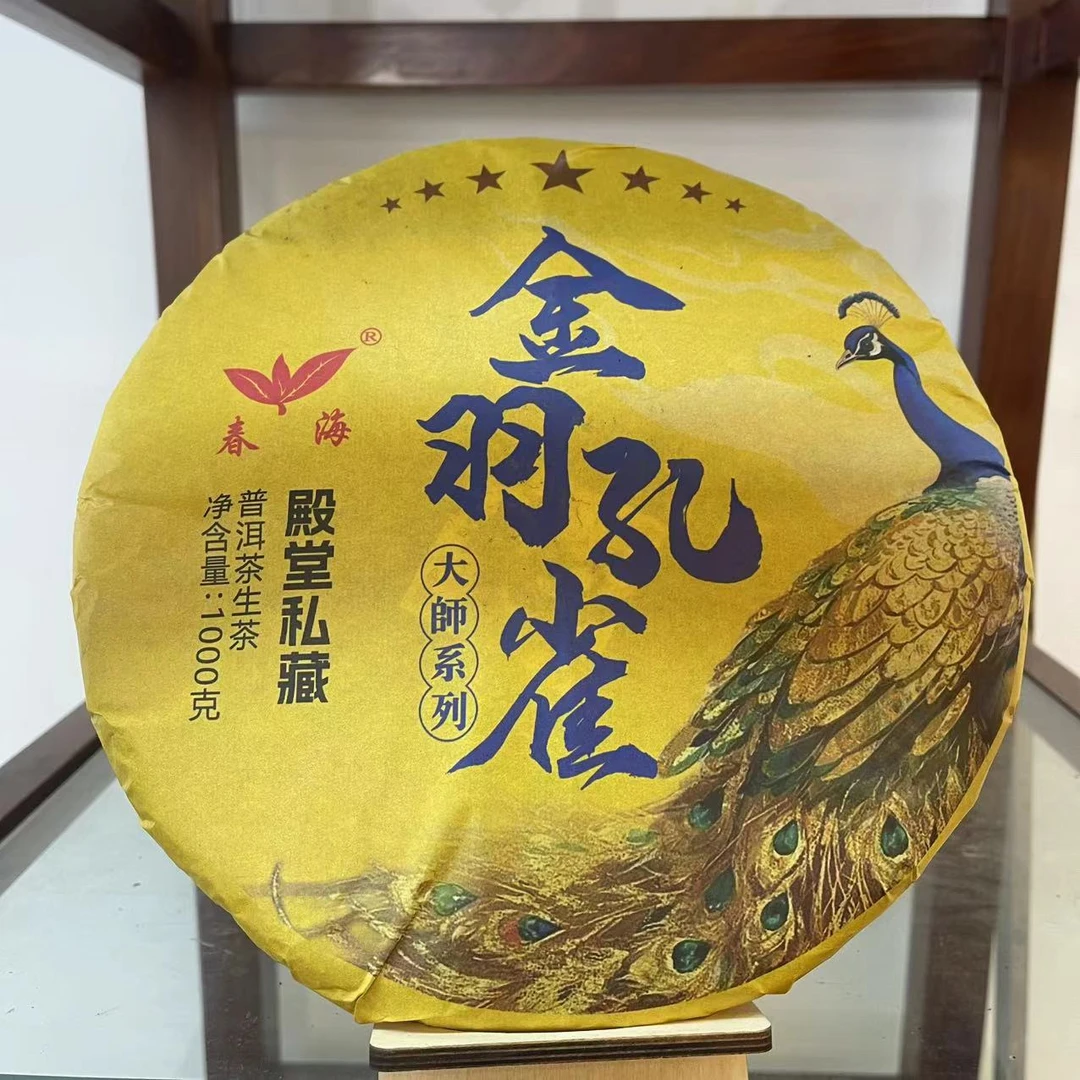 金羽孔雀
大師系列
®
春海
殿堂私藏
普洱茶生茶
净含量：1000克